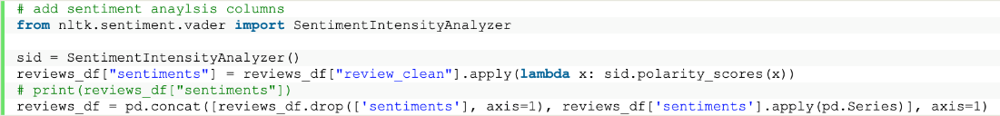 # add sentiment anaylsis columns
from nltk.sentiment.vader import SentimentIntensityAnalyzer
sid = SentimentIntensityAnalyzer()
reviews_df["sentiments"] = reviews_df["review_clean"].apply(lambda x: sid.polarity_scores(x))
# print(reviews_df["sentiments"])
reviews_df = pd.concat([reviews_df.drop(['sentiments'], axis=1), reviews_df['sentiments'].apply(pd.Series)], axis=1)